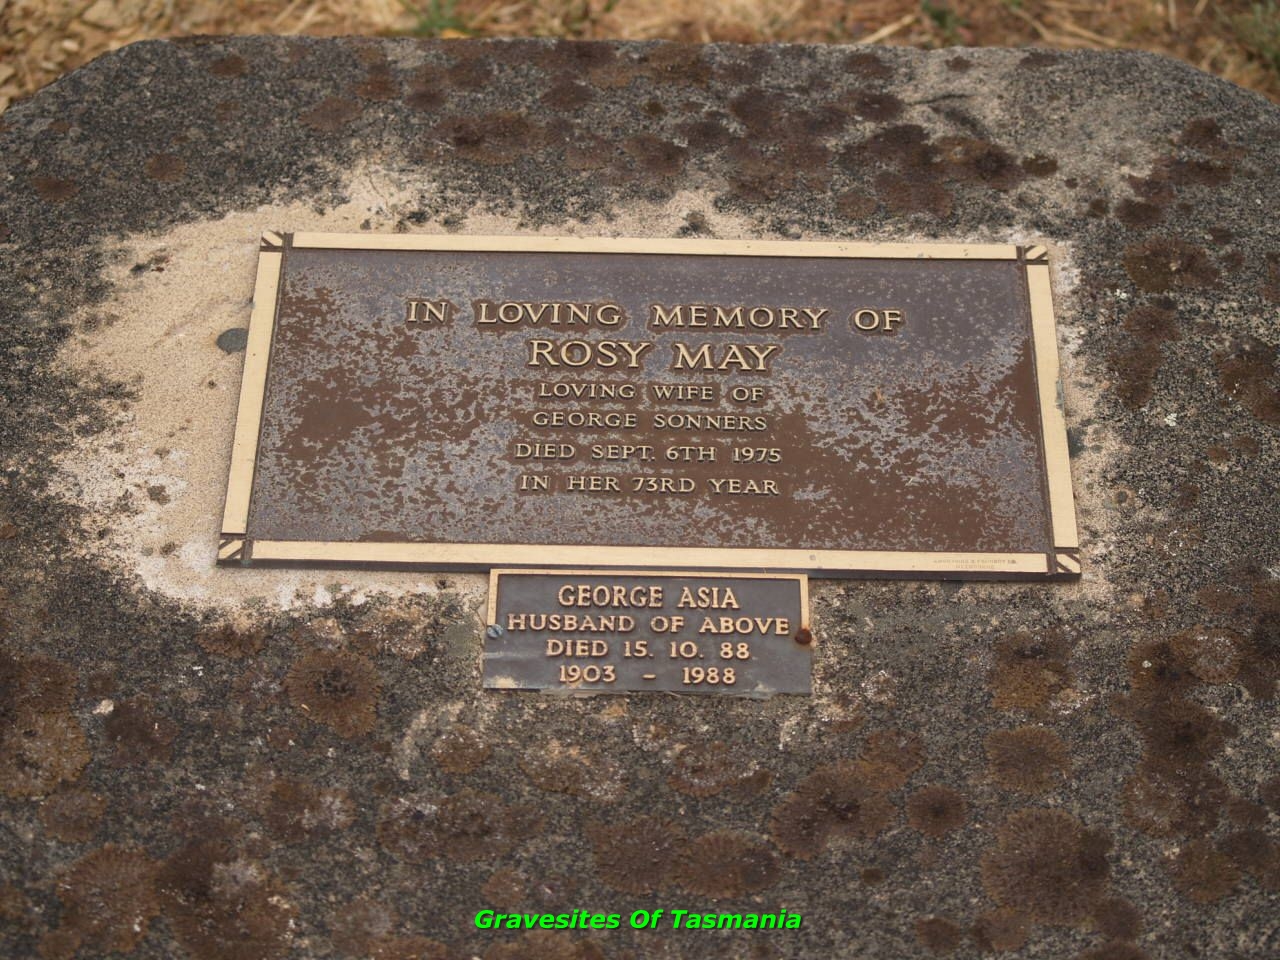 IN LOVING MEMORY OF
ROSY MAY
LOVING WIFE OF
GEORGE SONNERS
DIED SEPT. 6TH 1975
IN HER 73RD YEAR
GEORGE ASIA
HUSBAND OF ABOVE
DIED 15. 10. 88
1903 - 1988
Gravesites Of Tasmania